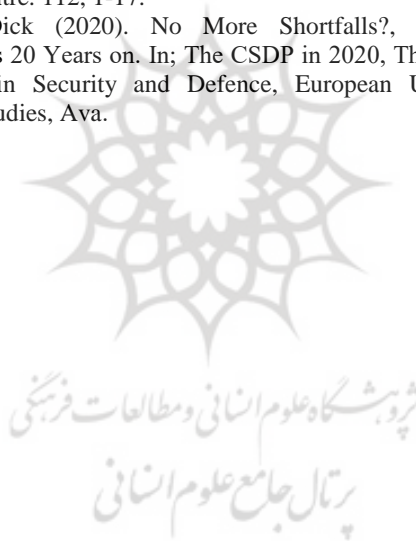 ntre. 112, 1-17.
Dick (2020). No More Shortfalls?,
s 20 Years on. In; The CSDP in 2020, Th
in Security and Defence, European U
udies, Ava.
پژوهشگاه علوم انسانی و مطالعات فرهنگی
پرتال جامع علوم انسانی